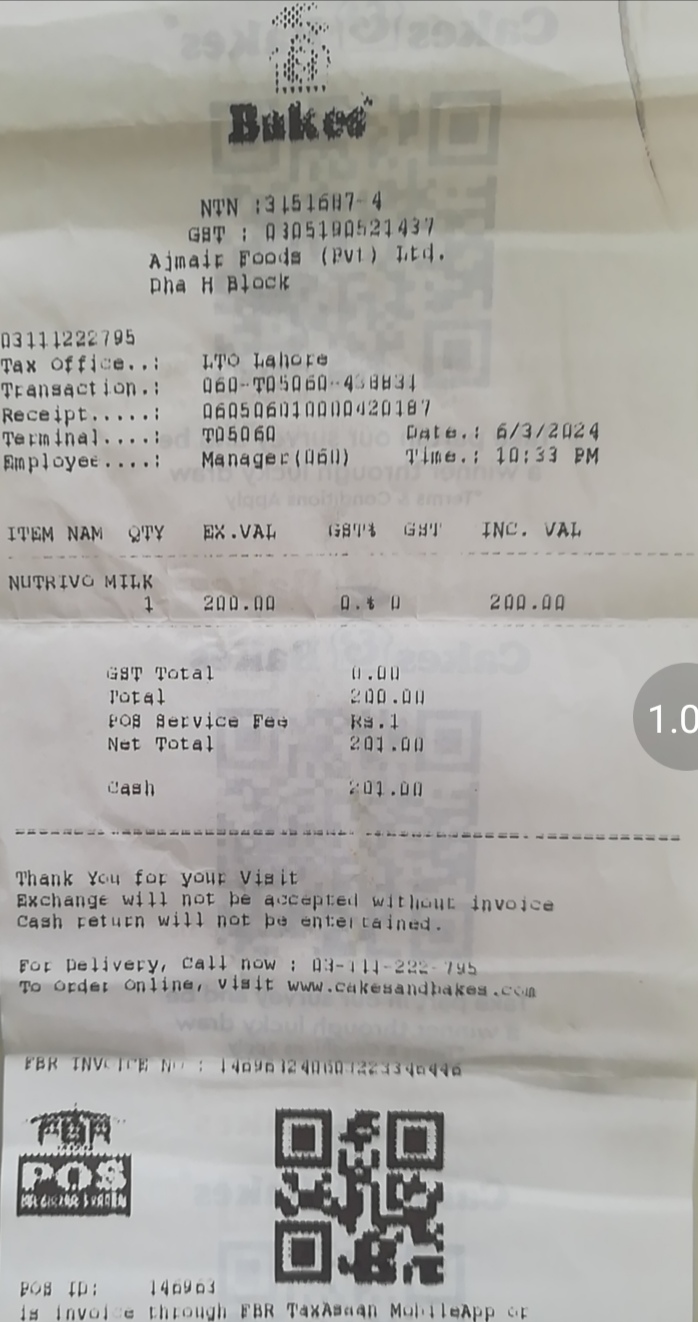 Bakes
NTN :3151687-4
GST : 0305190521437
Ajmair Foods (Pvt) Ltd.
Dha H Block
03111222795
Tax Office..: LTO Lahore
Transaction.: 060-T05060-438831
Receipt.....: 060506010000420187
Terminal....: T05060 Date.: 6/3/2024
Employee....: Manager(060) Time.: 10:33 PM
ITEM NAM QTY EX.VAL GST% GST INC. VAL
NUTRIVO MILK
1 200.00 0.% 0 200.00
GST Total 0.00
Total 200.00
POS Service Fee Rs.1
Net Total 201.00
Cash 201.00
Thank You for your Visit
Exchange will not be accepted without invoice
Cash return will not be entertained.
For Delivery, Call now : 03-111-222-795
To Order Online, Visit www.cakesandbakes.com
FBR INVOICE No :
POS
POS ID: 146963
is invoice through FBR TaxAsaan MobileApp or
1.0